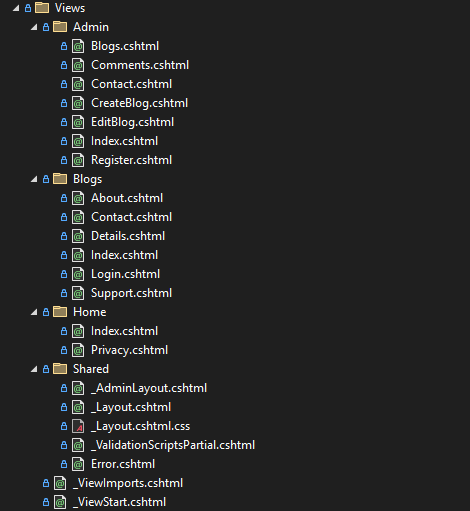 Views
Admin
Blogs.cshtml
Comments.cshtml
Contact.cshtml
CreateBlog.cshtml
EditBlog.cshtml
Index.cshtml
Register.cshtml
Blogs
About.cshtml
Contact.cshtml
Details.cshtml
Index.cshtml
Login.cshtml
Support.cshtml
Home
Index.cshtml
Privacy.cshtml
Shared
_AdminLayout.cshtml
_Layout.cshtml
_Layout.cshtml.css
_ValidationScriptsPartial.cshtml
Error.cshtml
_ViewImports.cshtml
_ViewStart.cshtml